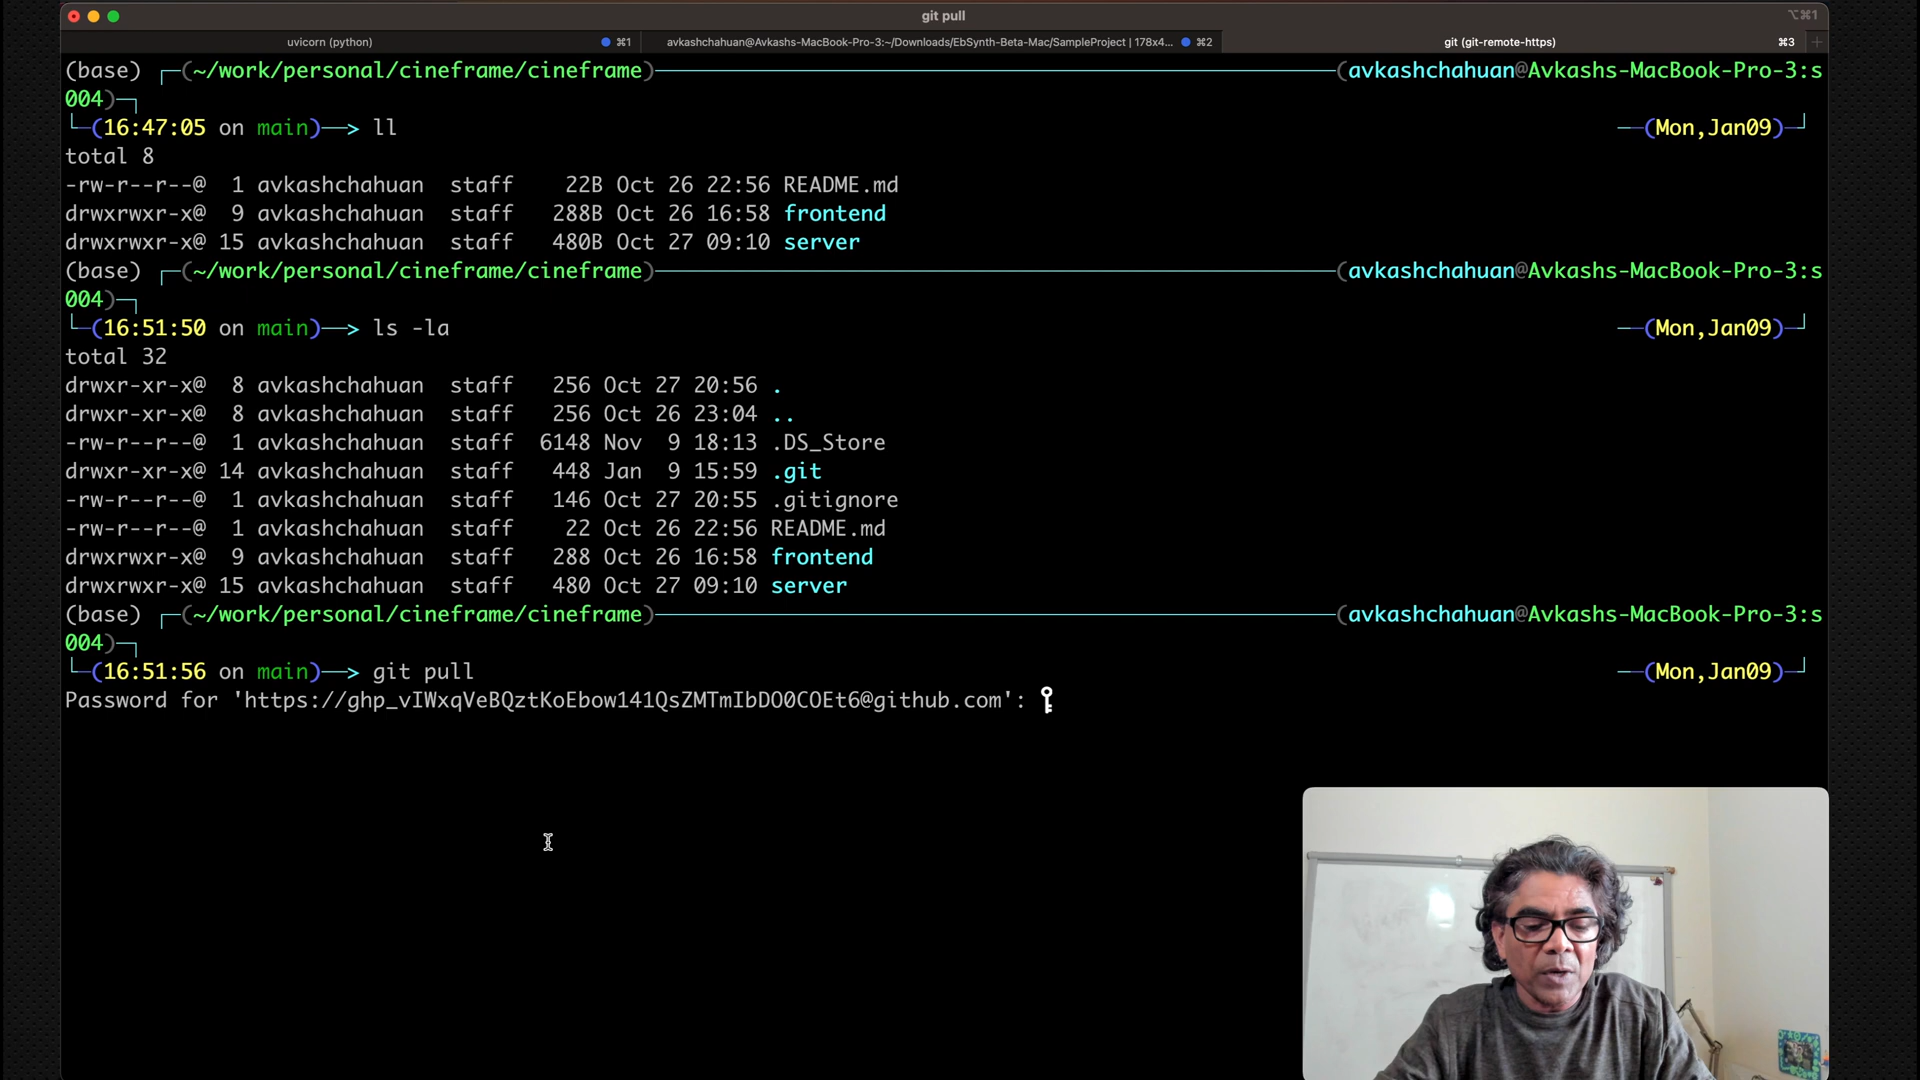 git pull
⌥⌘1
uvicorn (python)
⌘1
avkashchahuan@Avkashs-MacBook-Pro-3:~/Downloads/EbSynth-Beta-Mac/SampleProject | 178x4...
⌘2
git (git-remote-https)
⌘3
+
(base) (~/work/personal/cineframe/cineframe) (avkashchahuan@Avkashs-MacBook-Pro-3:s
004)
(16:47:05 on main)—> ll (Mon,Jan09)
total 8
-rw-r--r--@ 1 avkashchahuan staff 22B Oct 26 22:56 README.md
drwxrwxr-x@ 9 avkashchahuan staff 288B Oct 26 16:58 frontend
drwxrwxr-x@ 15 avkashchahuan staff 480B Oct 27 09:10 server
(base) (~/work/personal/cineframe/cineframe) (avkashchahuan@Avkashs-MacBook-Pro-3:s
004)
(16:51:50 on main)—> ls -la (Mon,Jan09)
total 32
drwxr-xr-x@ 8 avkashchahuan staff 256 Oct 27 20:56 .
drwxr-xr-x@ 8 avkashchahuan staff 256 Oct 26 23:04 ..
-rw-r--r--@ 1 avkashchahuan staff 6148 Nov 9 18:13 .DS_Store
drwxr-xr-x@ 14 avkashchahuan staff 448 Jan 9 15:59 .git
-rw-r--r--@ 1 avkashchahuan staff 146 Oct 27 20:55 .gitignore
-rw-r--r--@ 1 avkashchahuan staff 22 Oct 26 22:56 README.md
drwxrwxr-x@ 9 avkashchahuan staff 288 Oct 26 16:58 frontend
drwxrwxr-x@ 15 avkashchahuan staff 480 Oct 27 09:10 server
(base) (~/work/personal/cineframe/cineframe) (avkashchahuan@Avkashs-MacBook-Pro-3:s
004)
(16:51:56 on main)—> git pull (Mon,Jan09)
Password for 'https://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@github.com':